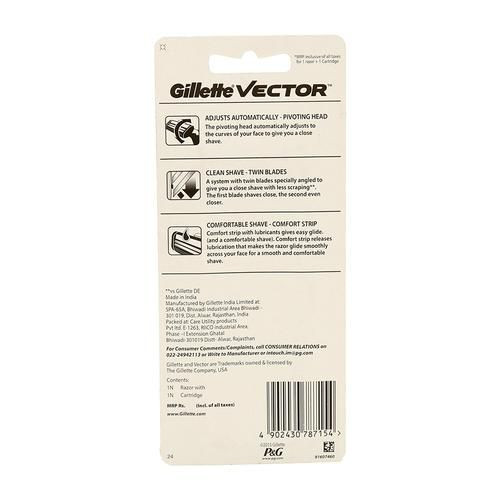 *MRP inclusive of all taxes
for 1 razor + 1 Cartridge
Gillette® VECTOR™
ADJUSTS AUTOMATICALLY - PIVOTING HEAD
The pivoting head automatically adjusts to
the curves of your face to give you a close
shave.
CLEAN SHAVE - TWIN BLADES
A system with twin blades specially angled to
give you a close shave with less scraping**.
The first blade shaves close, the second even
closer.
COMFORTABLE SHAVE - COMFORT STRIP
Comfort strip with lubricants gives easy glide.
(and a comfortable shave). Comfort strip releases
lubrication that makes the razor glide smoothly
across your face for a smooth and comfortable
shave.
**vs Gillette DE
Made in India
Manufactured by Gillette India Limited at:
SPA-65A, Bhiwadi Industrial Area Bhiwadi -
301 019, Dist. Alwar, Rajasthan, India
Packed at: Care Utility products
Pvt ltd. E-1263, RIICO industrial Area,
Phase -I Extension Ghatal
Bhiwadi-301019 Distt- Alwar, Rajasthan
For Consumer Comments/Complaints, call CONSUMER RELATIONS on
022-24942113 or Write to Manufacturer or intouch.im@pg.com
Gillette and Vector are Trademarks owned & licensed by
The Gillette Company, USA
Contents:
1N Razor with
1N Cartridge
MRP Rs. (Incl. of all taxes)
www.Gillette.com
4 902430 787154 >
©2015 Gillette
P&G
www.pg.com
24
91607460